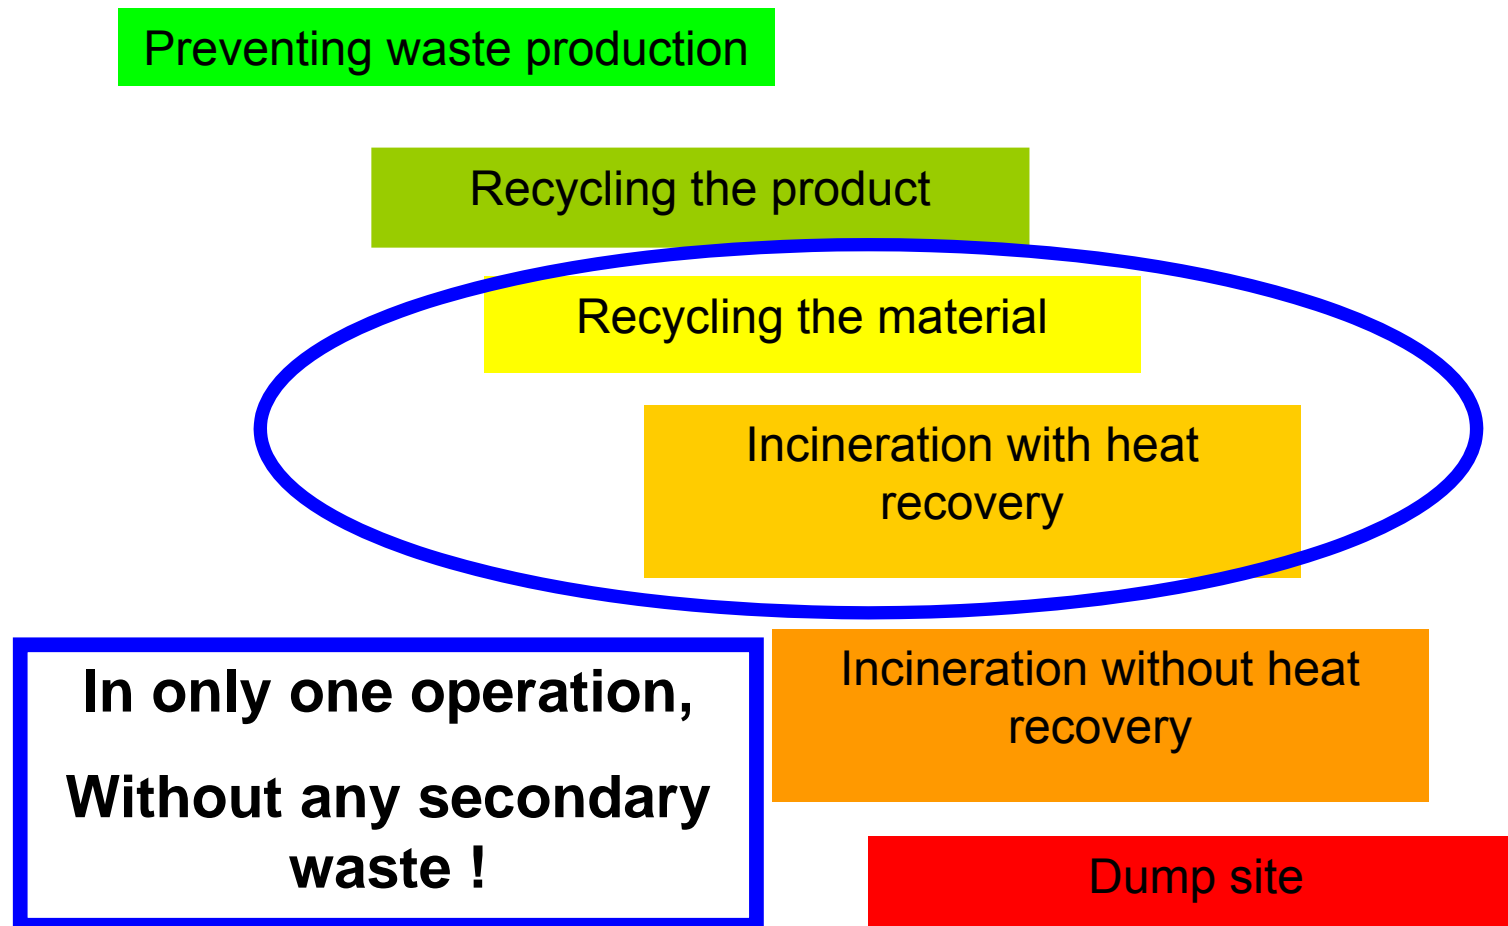 Preventing waste production
Recycling the product
Recycling the material
Incineration with heat
recovery
Incineration without heat
recovery
In only one operation,
Without any secondary
waste !
Dump site